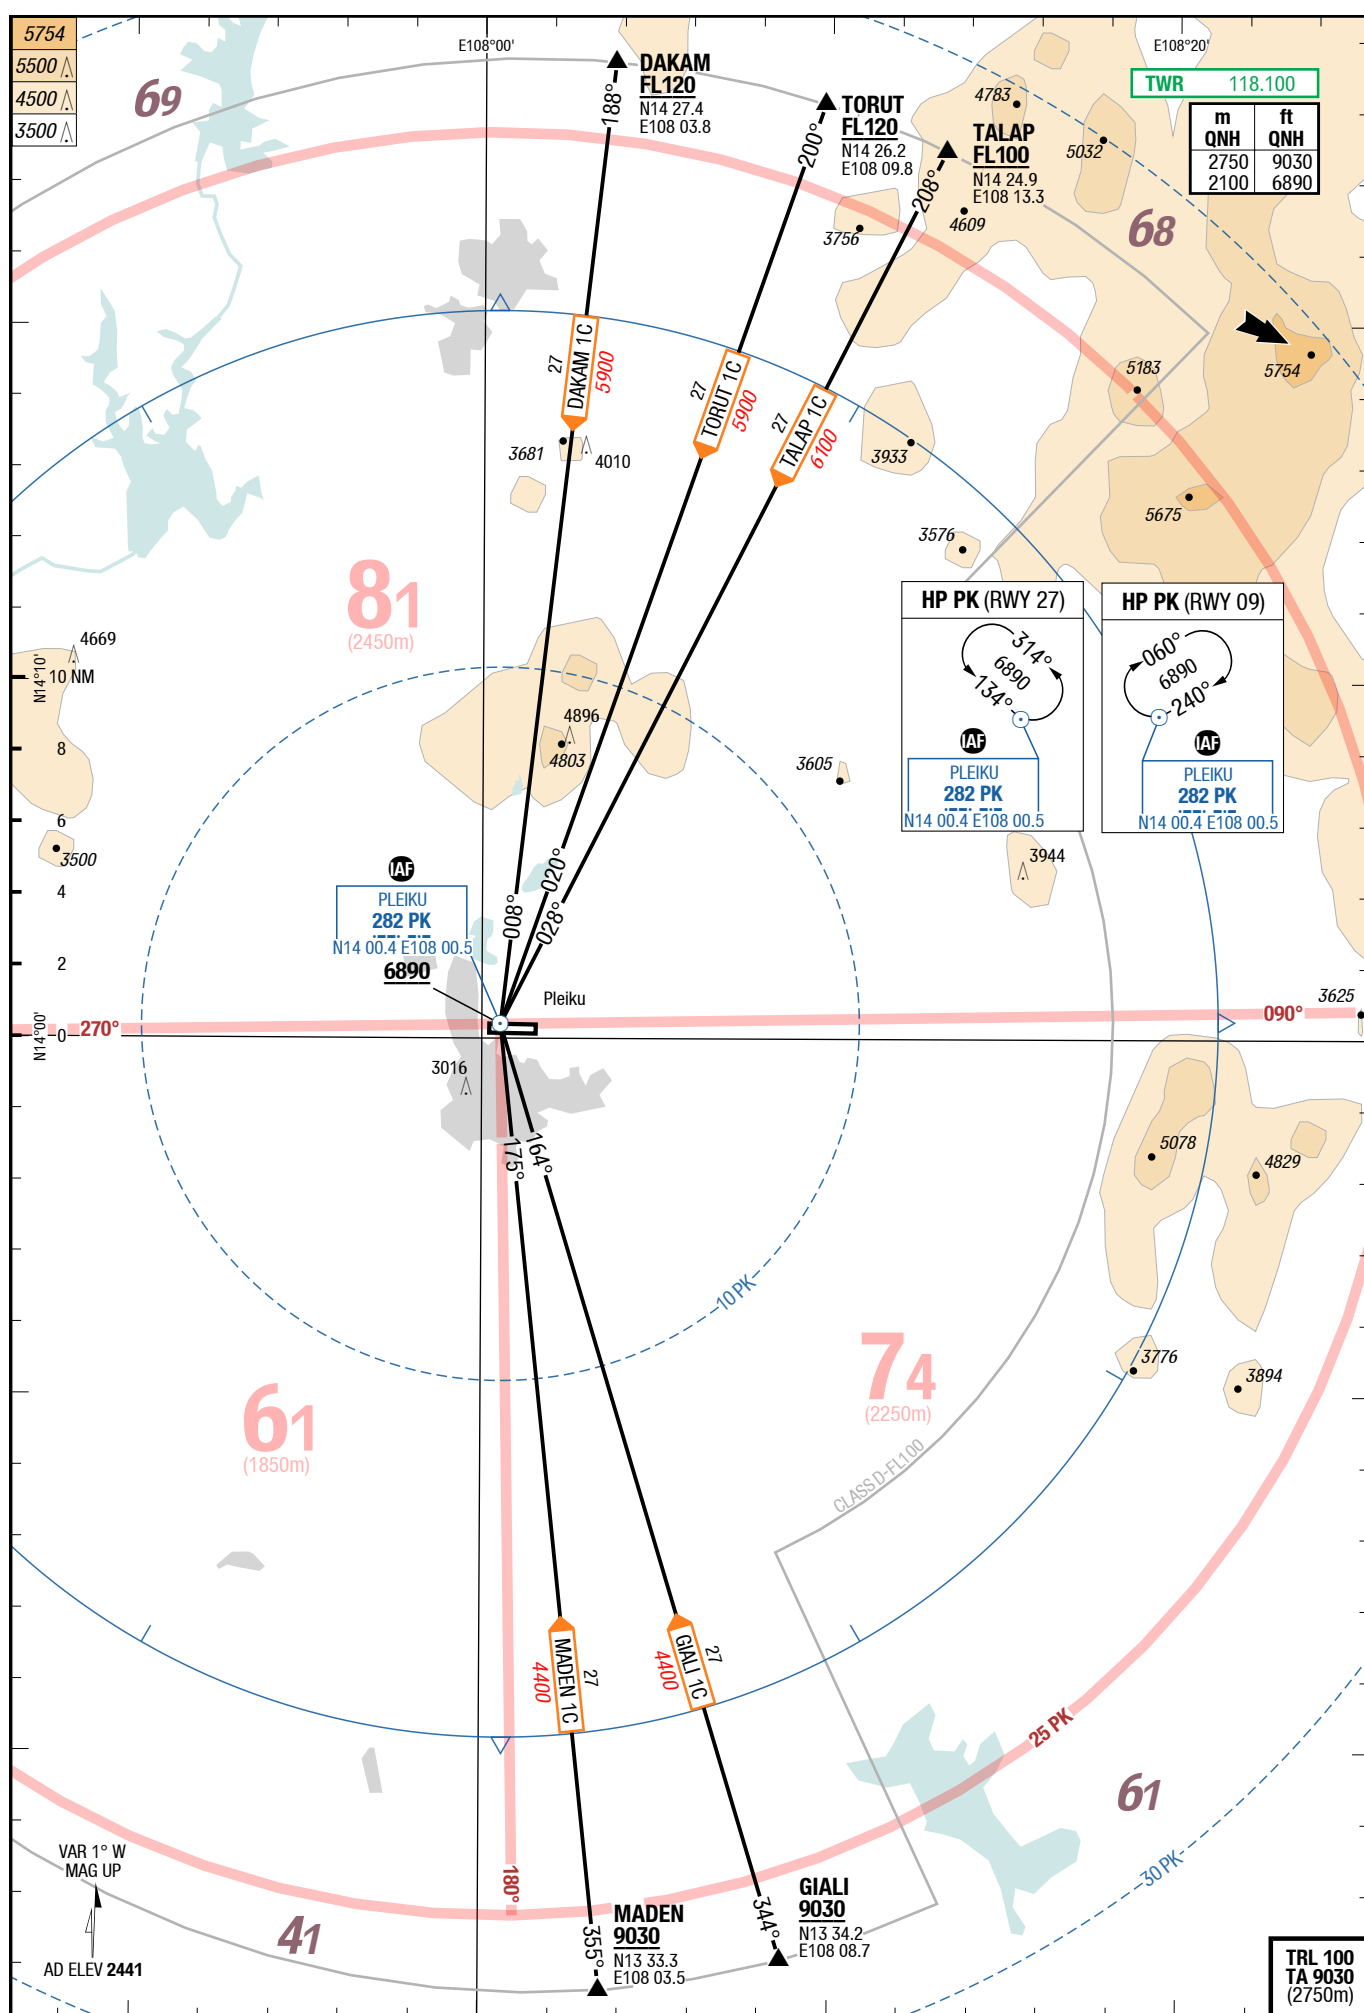 5754
5500
4500
3500
69
E108°00'
E108°20'
DAKAM
FL120
N14 27.4
E108 03.8
188°
TORUT
FL120
N14 26.2
E108 09.8
200°
TALAP
FL100
N14 24.9
E108 13.3
208°
4783
5032
4609
3756
TWR 118.100
m ft
QNH QNH
2750 9030
2100 6890
68
27
DAKAM 1C
5900
27
TORUT 1C
5900
27
TALAP 1C
6100
5183
5754
3681
4010
3933
5675
3576
81
(2450m)
HP PK (RWY 27)
314°
6890
134°
IAF
PLEIKU
282 PK
N14 00.4 E108 00.5
HP PK (RWY 09)
060°
6890
240°
IAF
PLEIKU
282 PK
N14 00.4 E108 00.5
4669
N14°10'
10 NM
8
6
4
2
0
N14°00'
3500
4896
4803
3605
3944
IAF
PLEIKU
282 PK
N14 00.4 E108 00.5
6890
008°
020°
028°
Pleiku
270°
090°
3625
3016
175°
164°
5078
4829
10 PK
3776
3894
74
(2250m)
61
(1850m)
CLASS D-FL100
27
MADEN 1C
4400
27
GIALI 1C
4400
25 PK
61
30 PK
VAR 1° W
MAG UP
AD ELEV 2441
41
180°
355°
MADEN
9030
N13 33.3
E108 03.5
344°
GIALI
9030
N13 34.2
E108 08.7
TRL 100
TA 9030
(2750m)